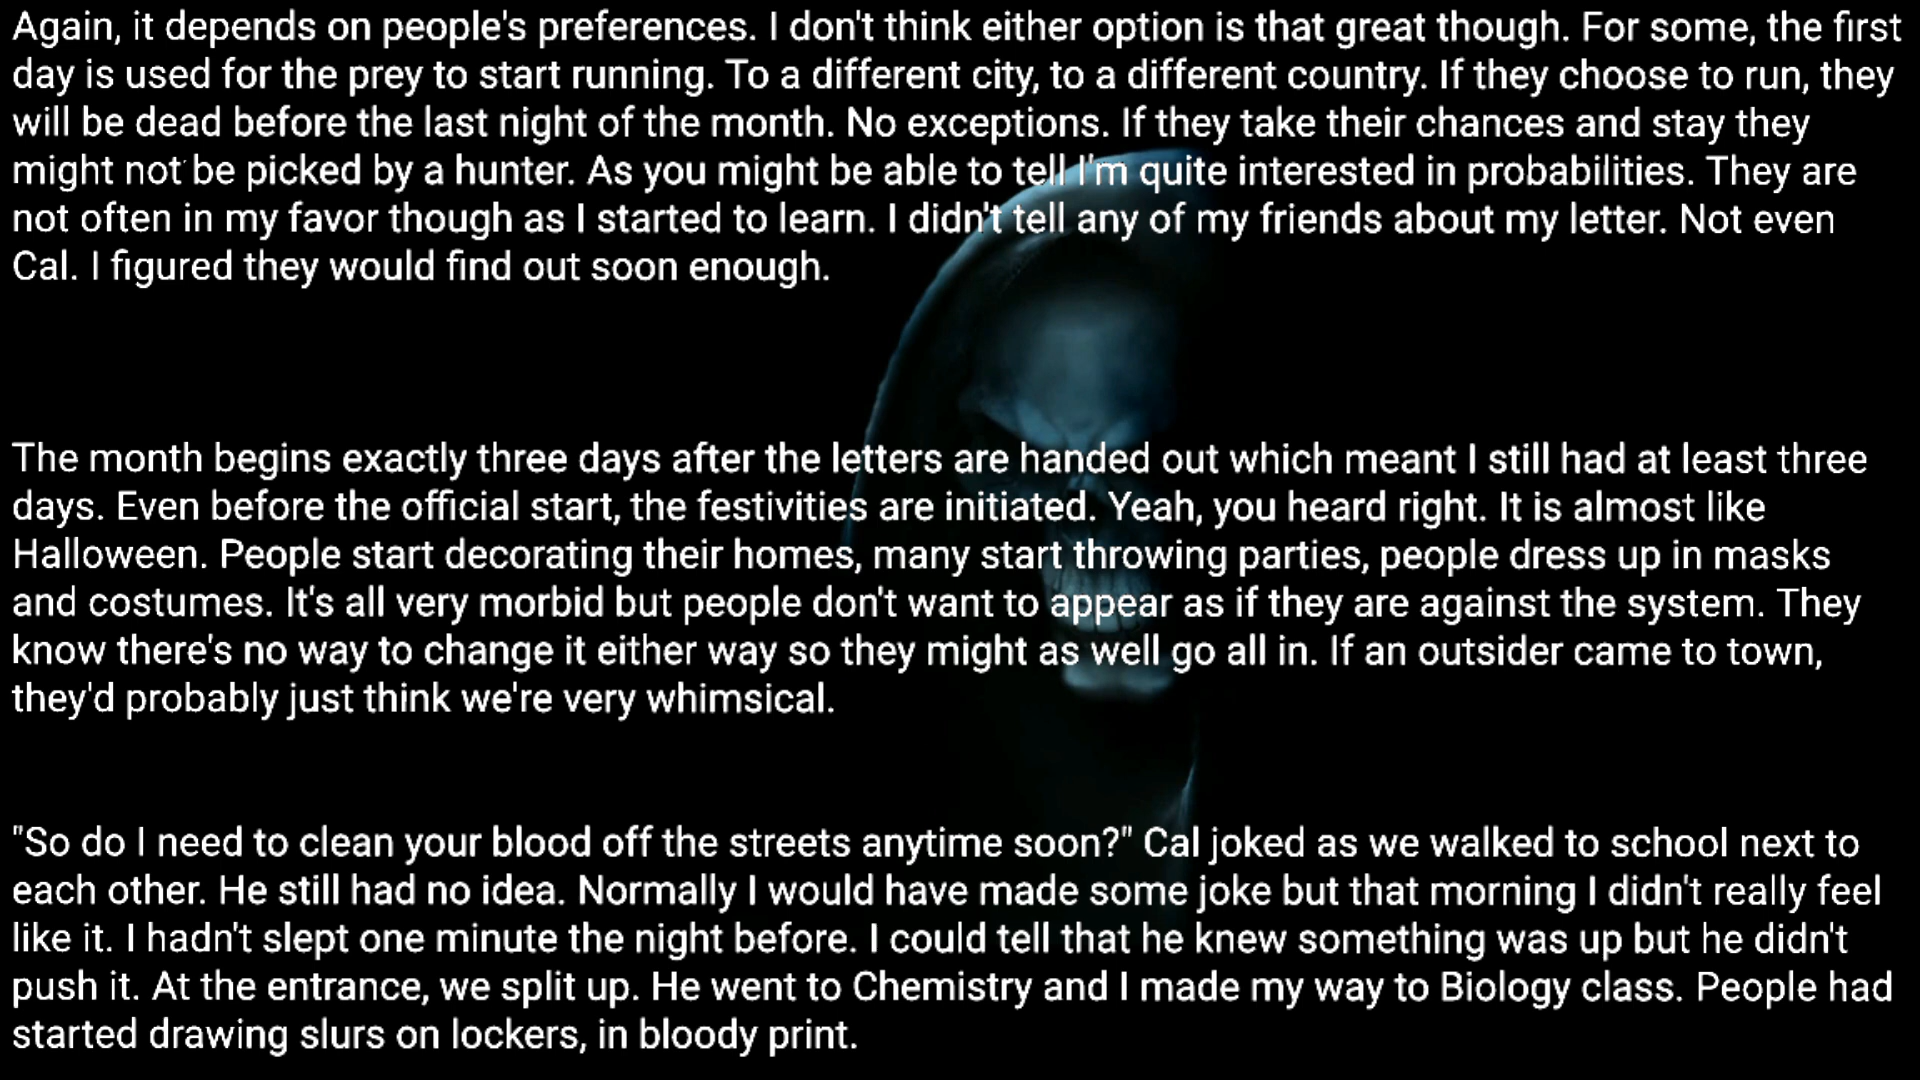 Again, it depends on people's preferences. I don't think either option is that great though. For some, the first
day is used for the prey to start running. To a different city, to a different country. If they choose to run, they
will be dead before the last night of the month. No exceptions. If they take their chances and stay they
might not be picked by a hunter. As you might be able to tell I'm quite interested in probabilities. They are
not often in my favor though as I started to learn. I didn't tell any of my friends about my letter. Not even
Cal. I figured they would find out soon enough.
The month begins exactly three days after the letters are handed out which meant I still had at least three
days. Even before the official start, the festivities are initiated. Yeah, you heard right. It is almost like
Halloween. People start decorating their homes, many start throwing parties, people dress up in masks
and costumes. It's all very morbid but people don't want to appear as if they are against the system. They
know there's no way to change it either way so they might as well go all in. If an outsider came to town,
they'd probably just think we're very whimsical.
"So do I need to clean your blood off the streets anytime soon?" Cal joked as we walked to school next to
each other. He still had no idea. Normally I would have made some joke but that morning I didn't really feel
like it. I hadn't slept one minute the night before. I could tell that he knew something was up but he didn't
push it. At the entrance, we split up. He went to Chemistry and I made my way to Biology class. People had
started drawing slurs on lockers, in bloody print.